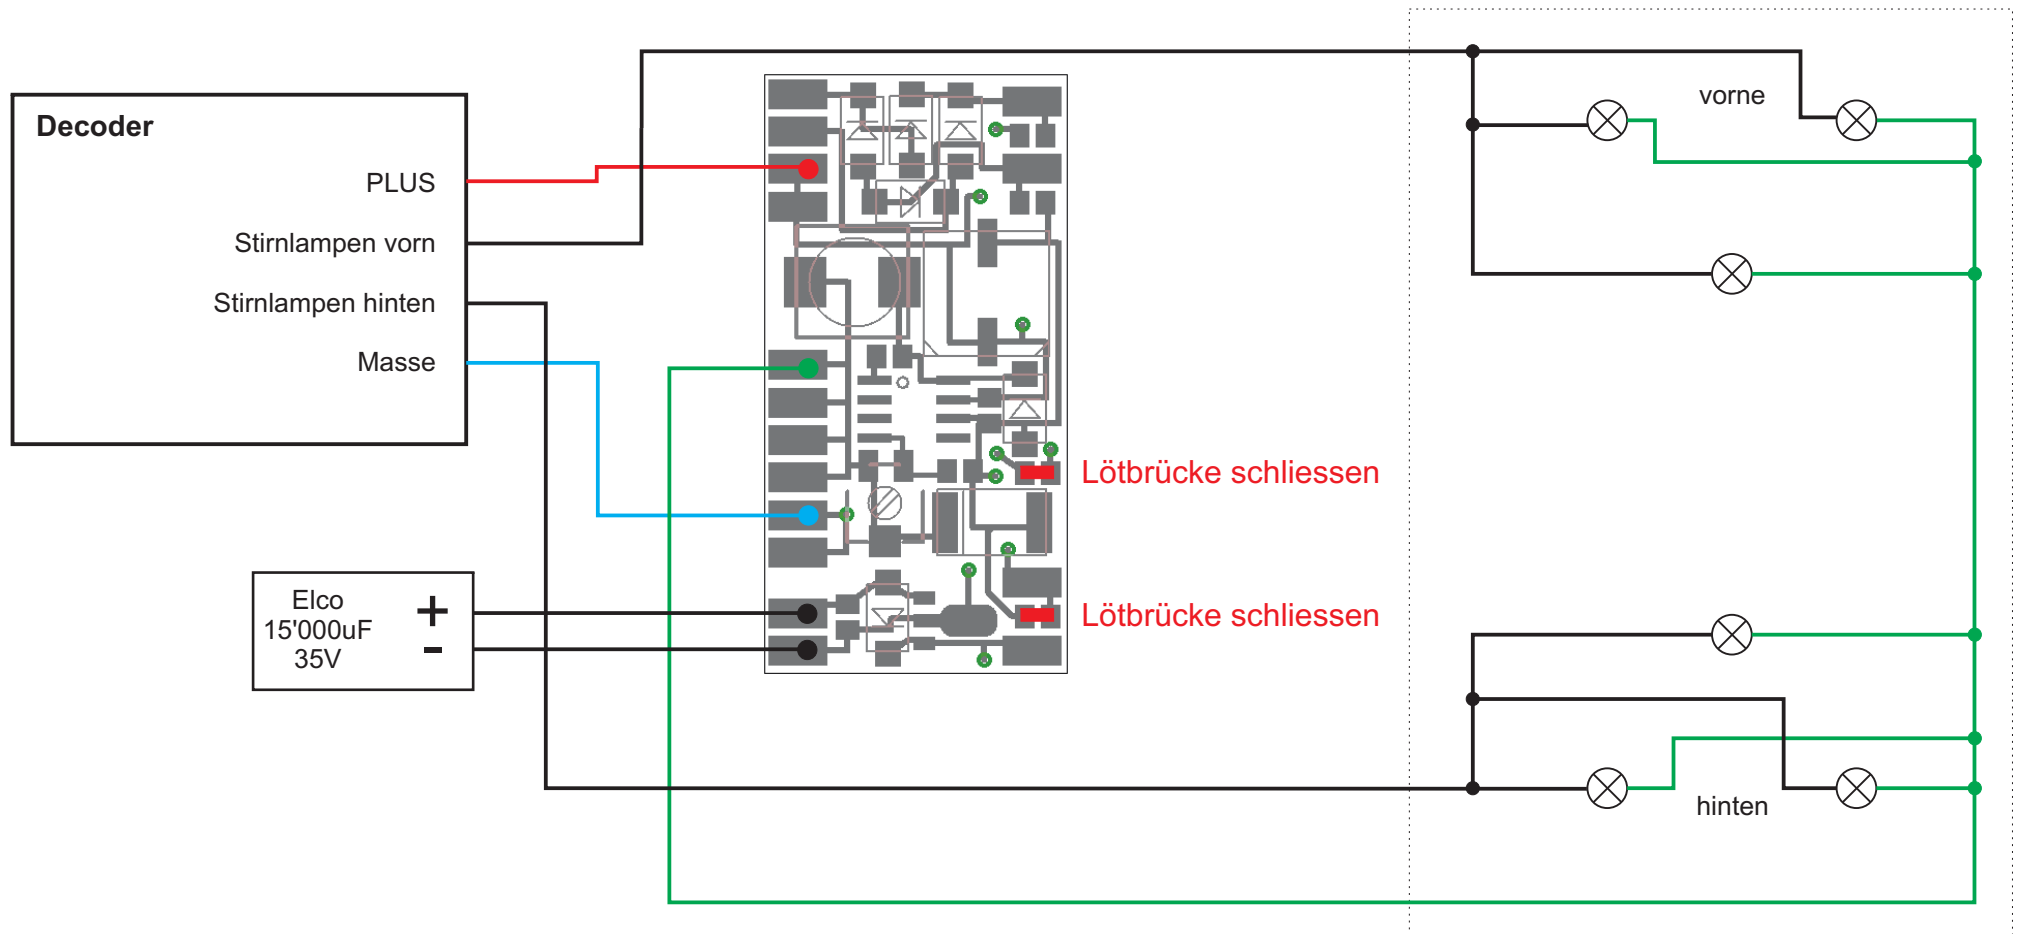 Decoder
PLUS
Stirnlampen vorn
Stirnlampen hinten
Masse
Elco
15'000uF
35V
+
-
Lötbrücke schliessen
Lötbrücke schliessen
vorne
hinten